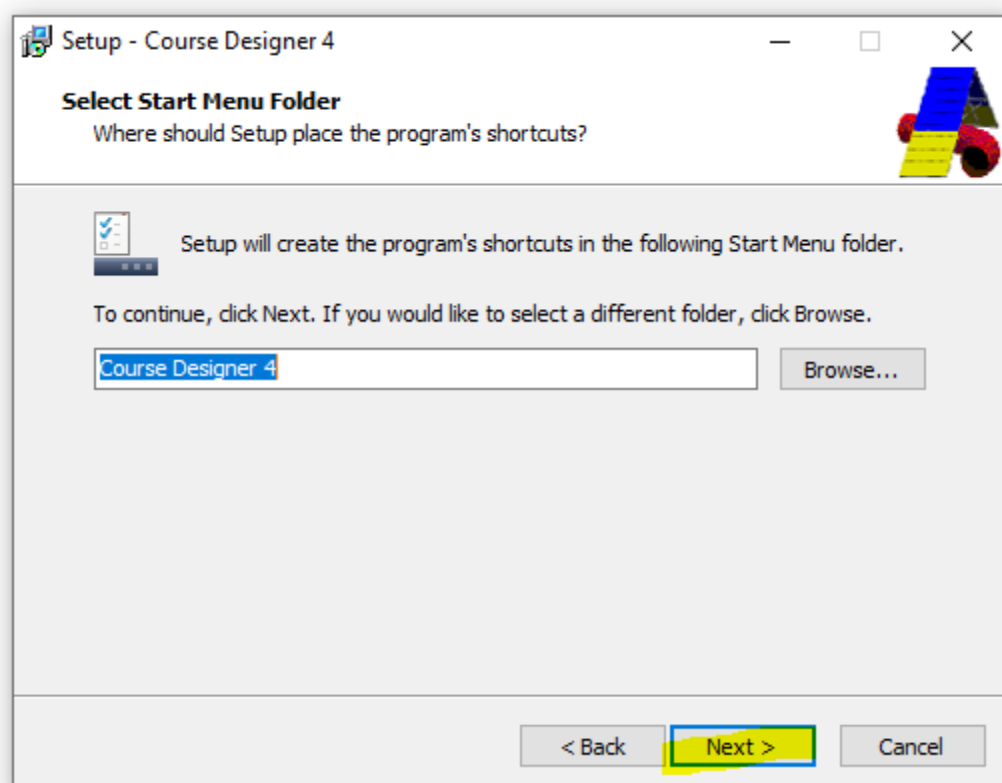 Setup - Course Designer 4
Select Start Menu Folder
Where should Setup place the program's shortcuts?
Setup will create the program's shortcuts in the following Start Menu folder.
To continue, click Next. If you would like to select a different folder, click Browse.
Course Designer 4
Browse...
< Back
Next >
Cancel